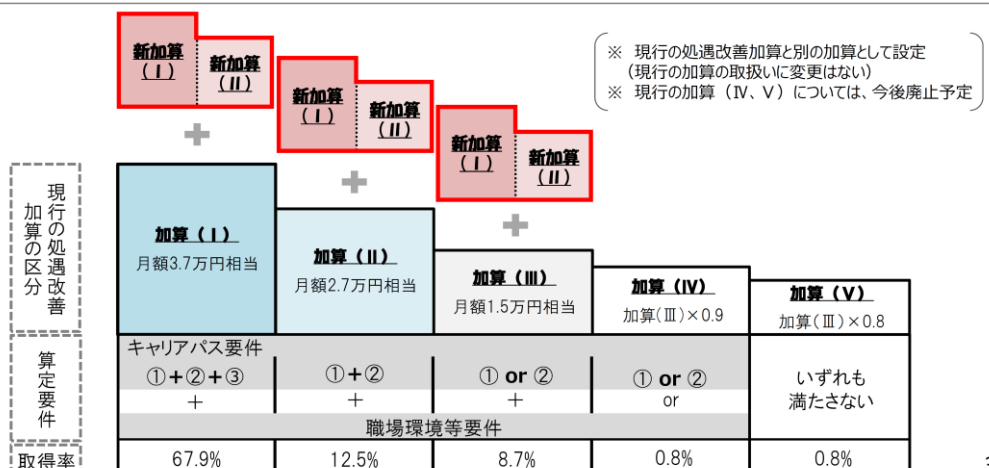 新加算
（Ⅰ）
新加算
（Ⅱ）
新加算
（Ⅰ）
新加算
（Ⅱ）
新加算
（Ⅰ）
新加算
（Ⅱ）
※ 現行の処遇改善加算と別の加算として設定
（現行の加算の取扱いに変更はない）
※ 現行の加算（Ⅳ、Ⅴ）については、今後廃止予定
現行の処遇改善
加算の区分
加算（Ⅰ）
月額3.7万円相当
加算（Ⅱ）
月額2.7万円相当
加算（Ⅲ）
月額1.5万円相当
加算（Ⅳ）
加算(Ⅲ)×0.9
加算（Ⅴ）
加算(Ⅲ)×0.8
算定要件
キャリアパス要件
①+②+③
①+②
① or ②
① or ②
いずれも
満たさない
+
+
+
or
職場環境等要件
取得率
67.9%
12.5%
8.7%
0.8%
0.8%